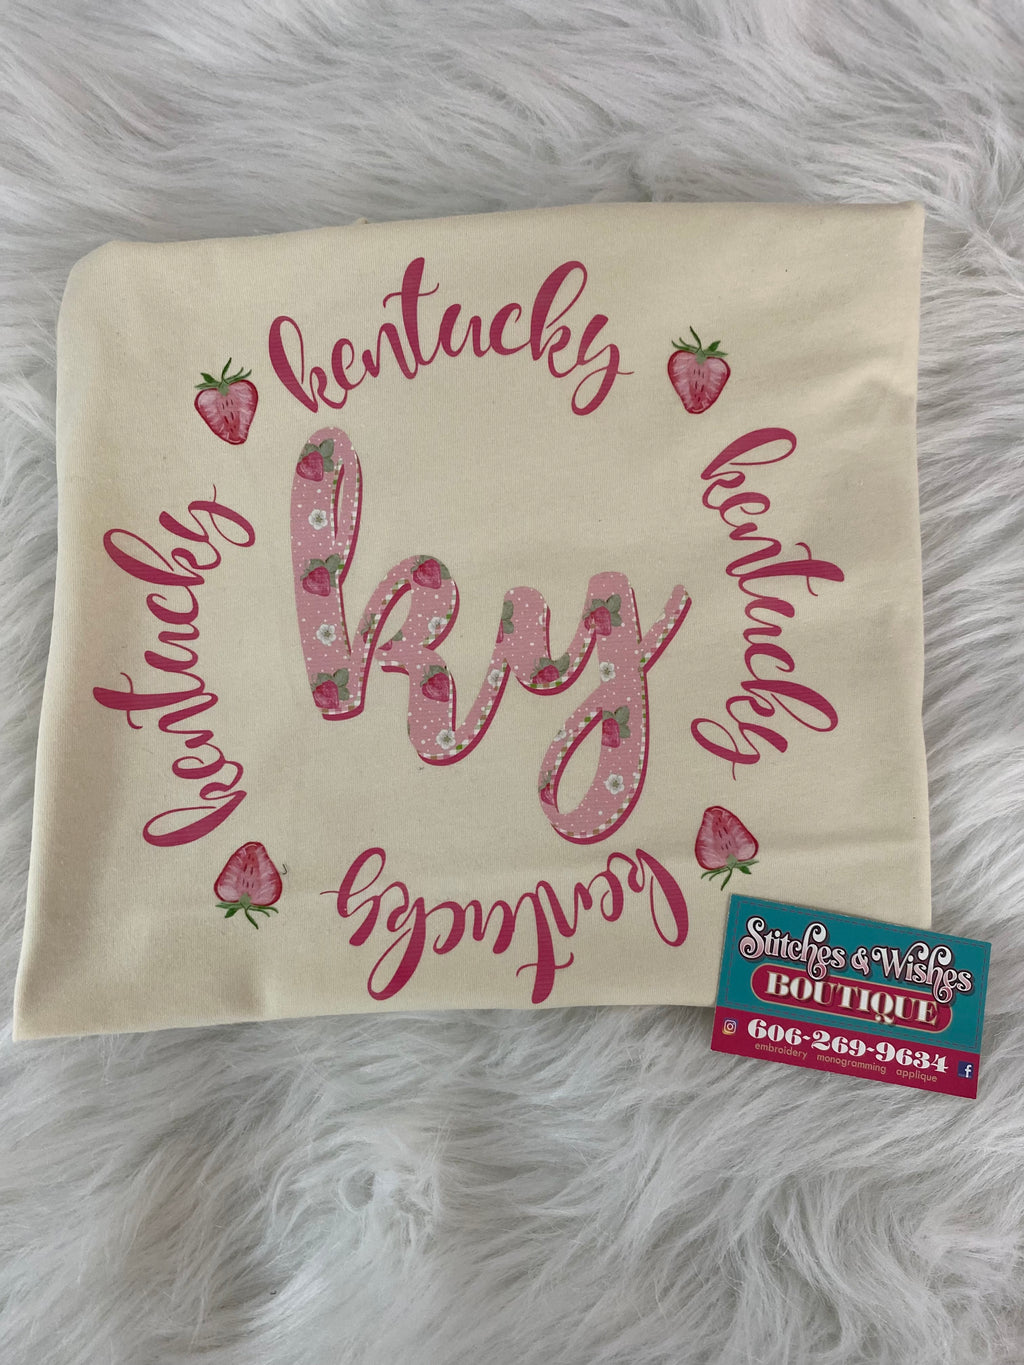 kentucky
kentucky
kentucky
ky
kentucky
Stitches & Wishes
BOUTIQUE
606-269-9634
embroidery monogramming applique